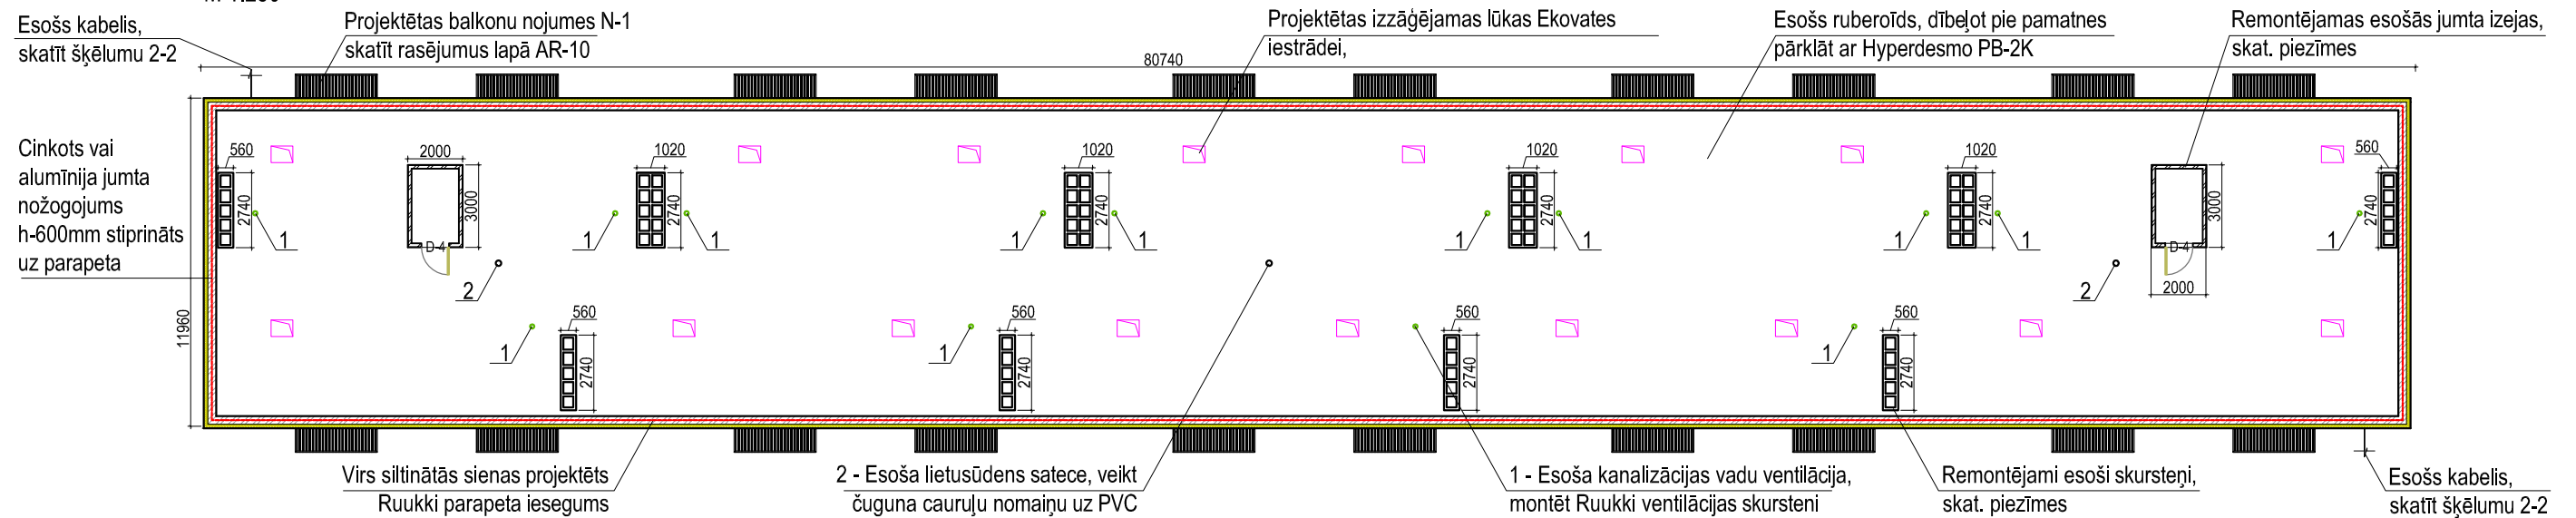 Esošs kabelis,
skatīt šķēlumu 2-2
Projektētas balkonu nojumes N-1
skatīt rasējumus lapā AR-10
Projektētas izzāģējamas lūkas Ekovates
iestrādei,
Esošs ruberoīds, dībeļot pie pamatnes
pārklāt ar Hyperdesmo PB-2K
Remontējamas esošās jumta izejas,
skat. piezīmes
80740
Cinkots vai
alumīnija jumta
nožogojums
h-600mm stiprināts
uz parapeta
11960
560
2740
1
2000
3000
D-4
2
1
1020
2740
1
1
1020
2740
1
1
1020
2740
1
1
1020
2740
1
2
2000
3000
D-4
1
560
2740
1
560
2740
1
560
2740
560
2740
1
560
2740
Virs siltinātās sienas projektēts
Ruukki parapeta iesegums
2 - Esoša lietusūdens satece, veikt
čuguna cauruļu nomaiņu uz PVC
1 - Esoša kanalizācijas vadu ventilācija,
montēt Ruukki ventilācijas skursteni
Remontējami esoši skursteņi,
skat. piezīmes
Esošs kabelis,
skatīt šķēlumu 2-2